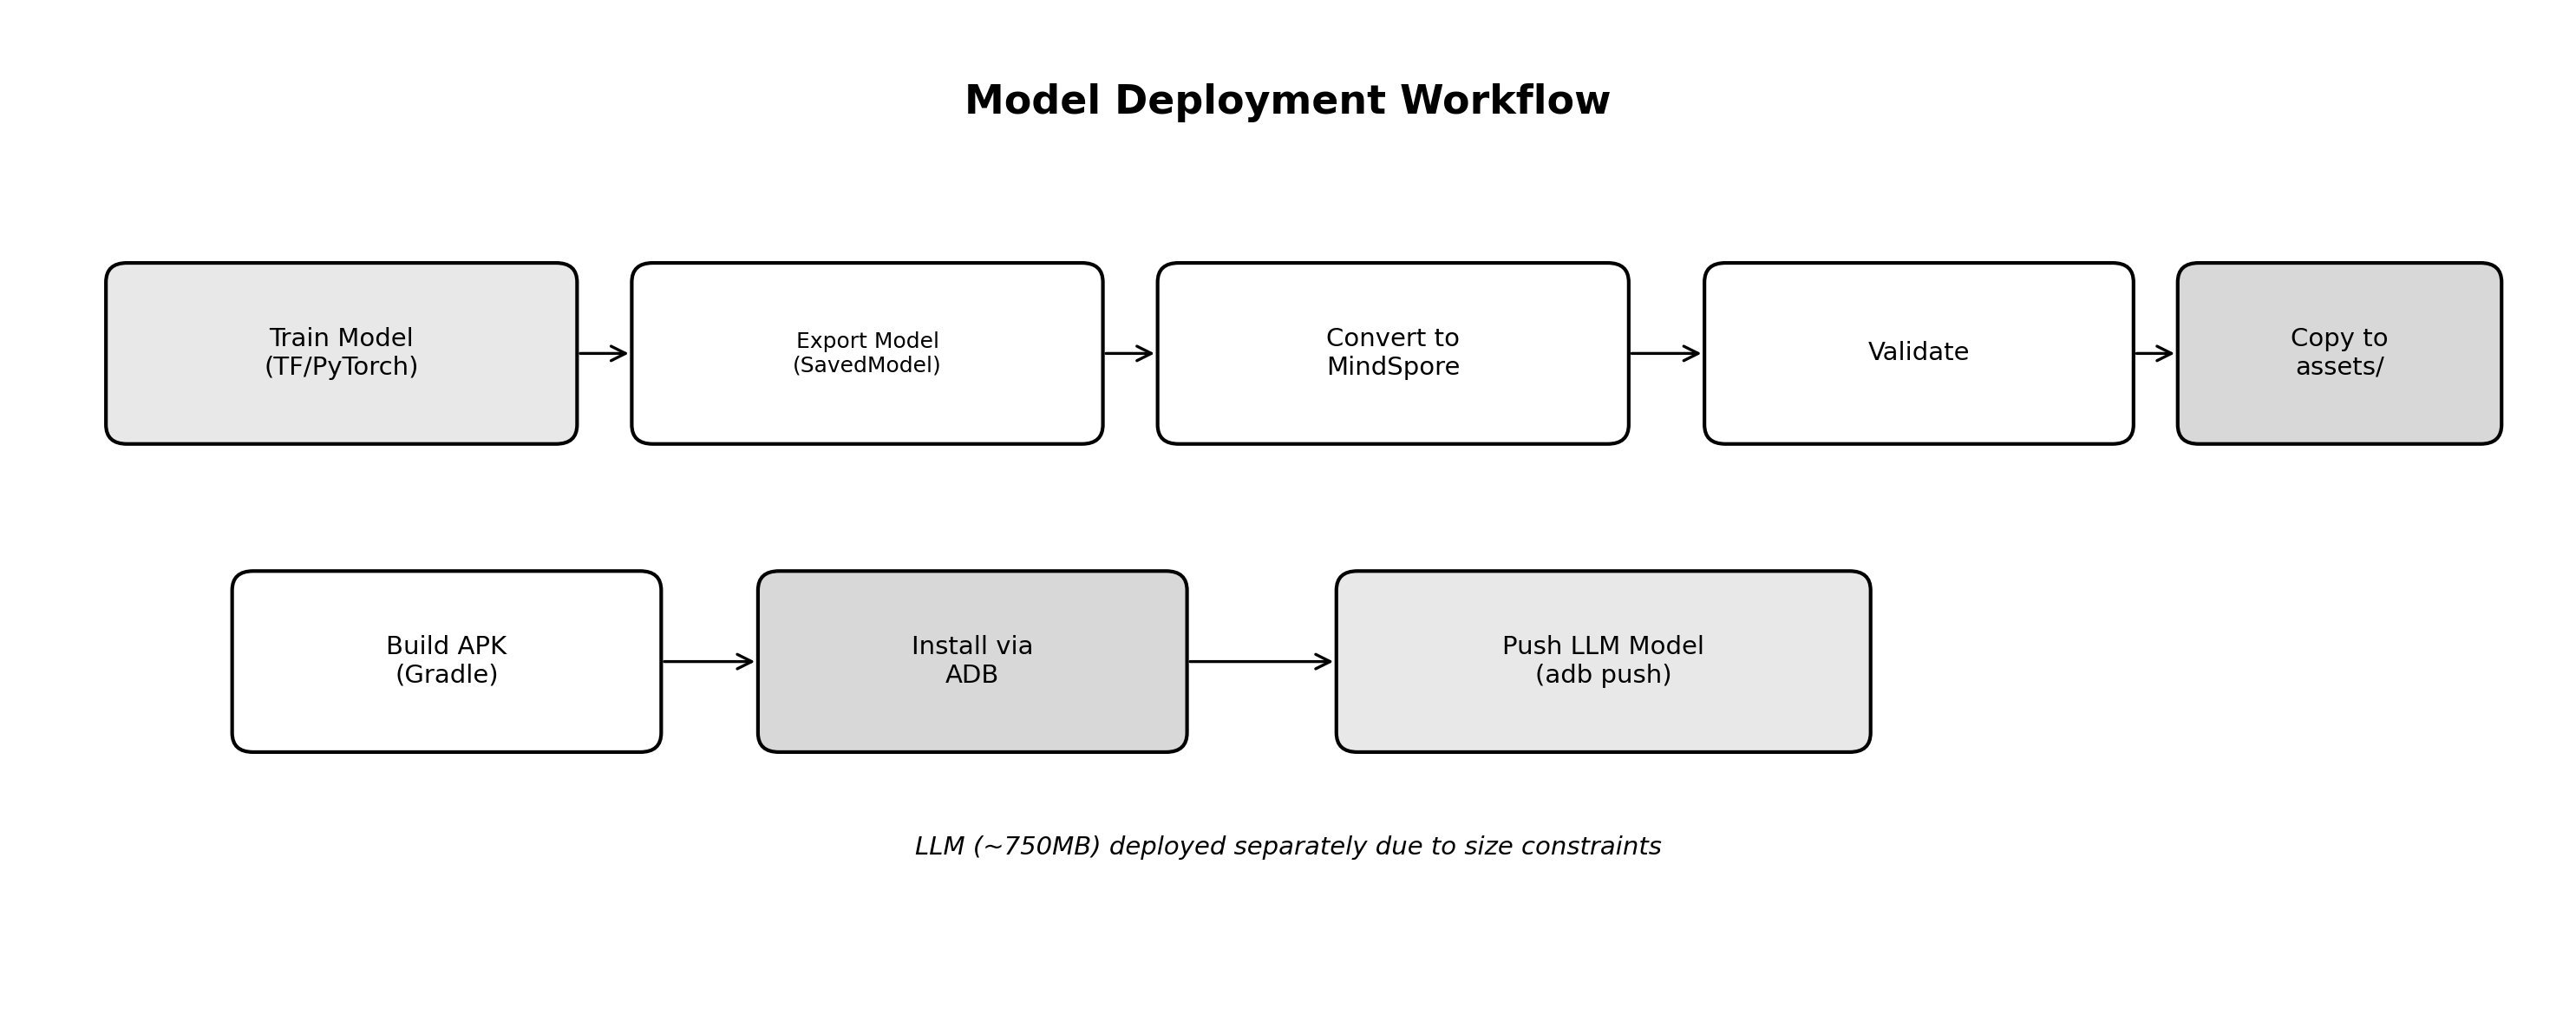 Model Deployment Workflow
Train Model
(TF/PyTorch)
Export Model
(SavedModel)
Convert to
MindSpore
Validate
Copy to
assets/
Build APK
(Gradle)
Install via
ADB
Push LLM Model
(adb push)
LLM (~750MB) deployed separately due to size constraints